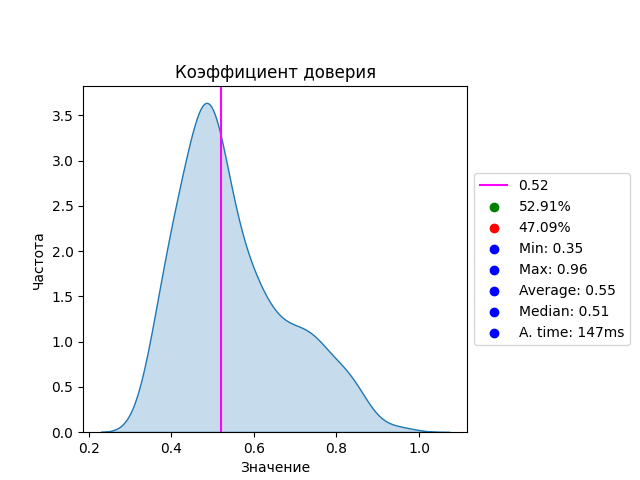 Коэффициент доверия
3.5
3.0
2.5
2.0
1.5
1.0
0.5
0.0
Частота
0.2 0.4 0.6 0.8 1.0
Значение
0.52
52.91%
47.09%
Min: 0.35
Max: 0.96
Average: 0.55
Median: 0.51
A. time: 147ms